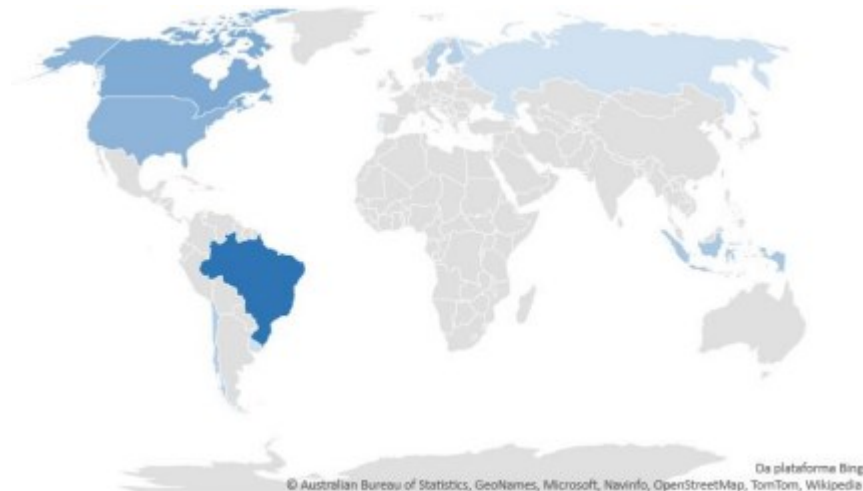 Da plataforma Bing
© Australian Bureau of Statistics, GeoNames, Microsoft, Navinfo, OpenStreetMap, TomTom, Wikipedia